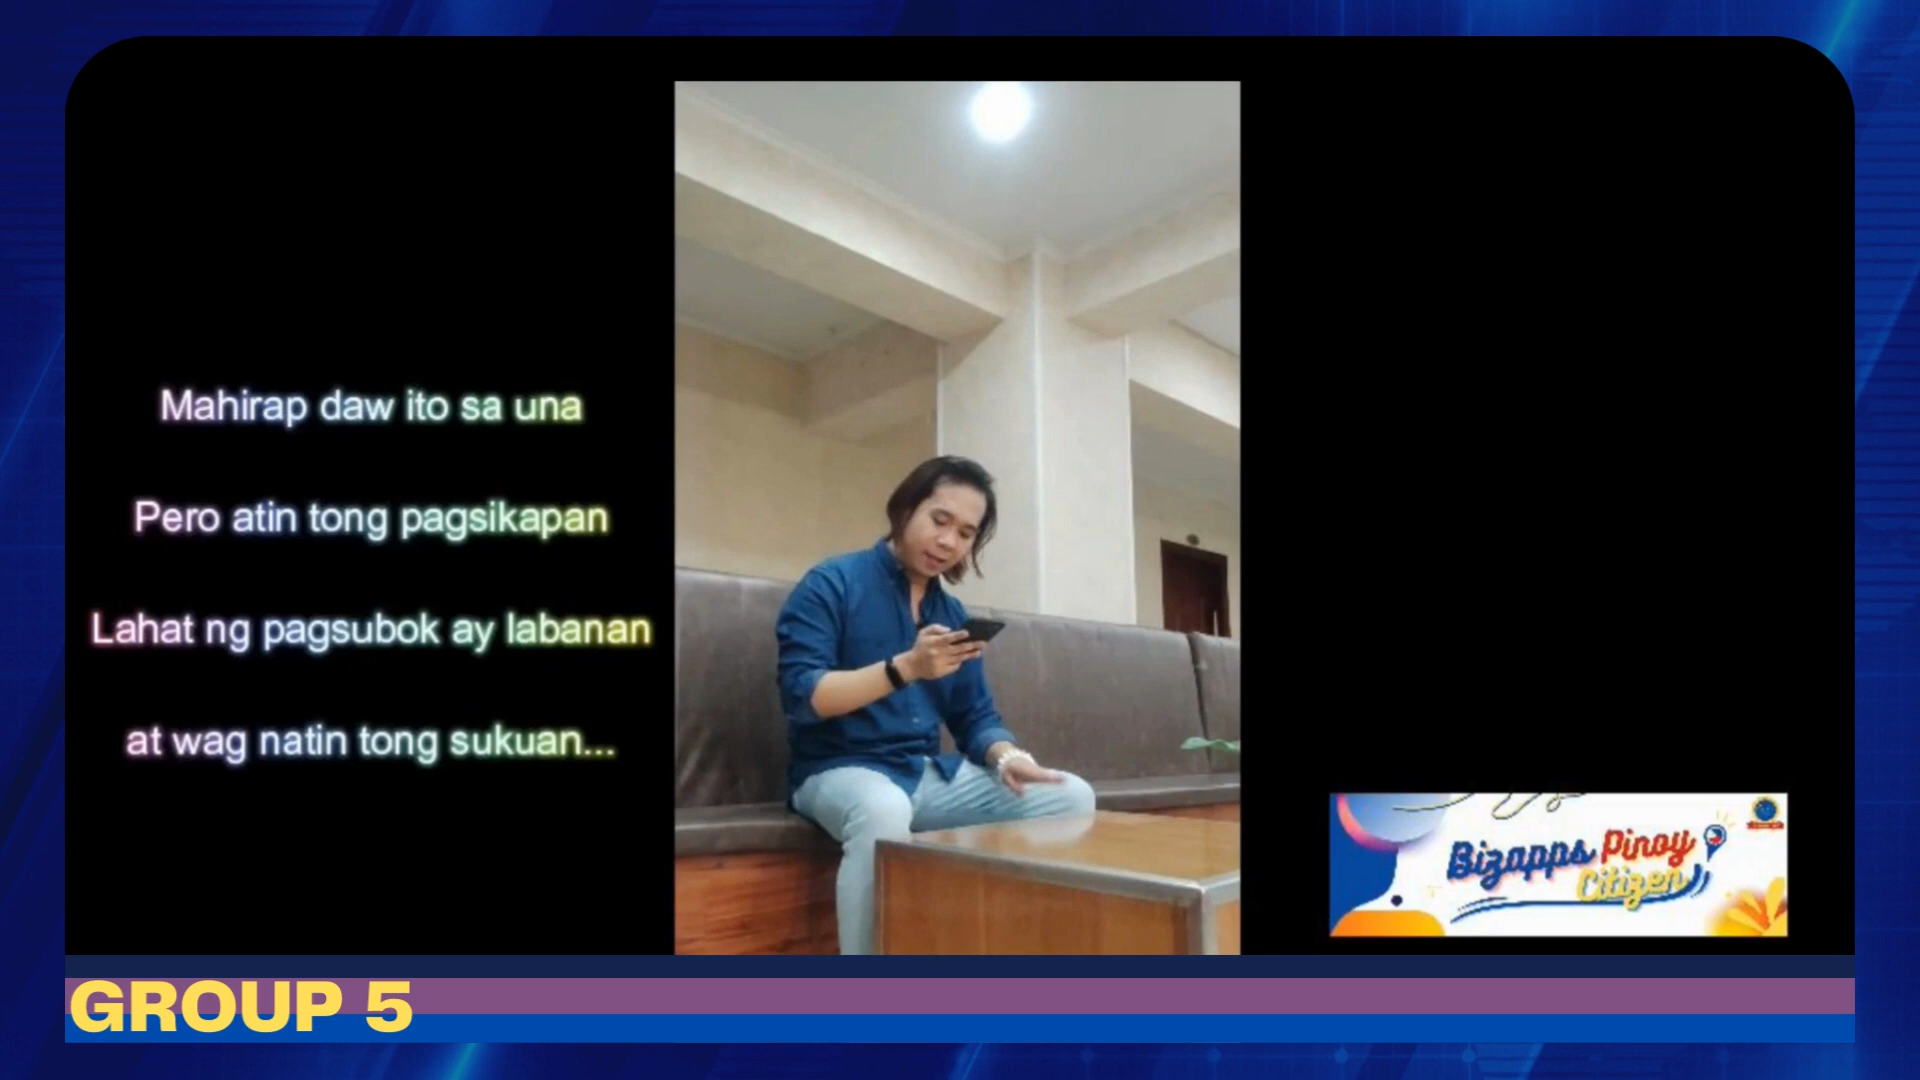 Mahirap daw ito sa una
Pero atin tong pagsikapan
Lahat ng pagsubok ay labanan
at wag natin tong sukuan...
Bizapps Pinoy
Citizen
GROUP 5